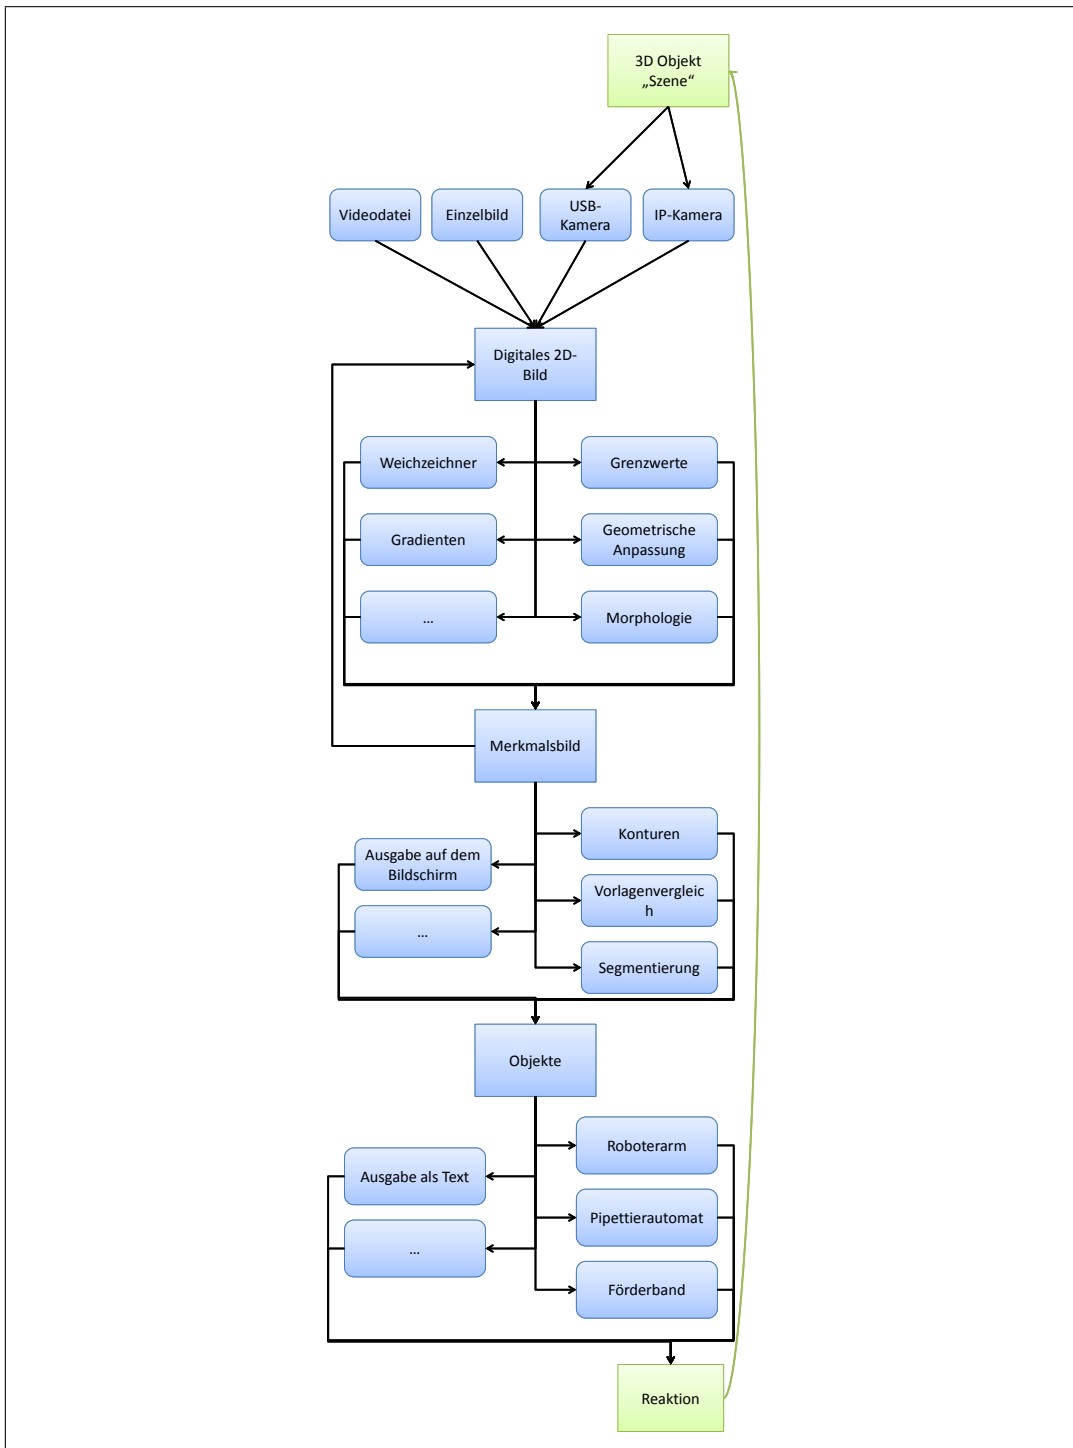 3D Objekt
„Szene“
Videodatei
Einzelbild
USB-
Kamera
IP-Kamera
Digitales 2D-
Bild
Weichzeichner
Grenzwerte
Gradienten
Geometrische
Anpassung
...
Morphologie
Merkmalsbild
Konturen
Ausgabe auf dem
Bildschirm
Vorlagenvergleic
h
...
Segmentierung
Objekte
Roboterarm
Ausgabe als Text
Pipettierautomat
...
Förderband
Reaktion